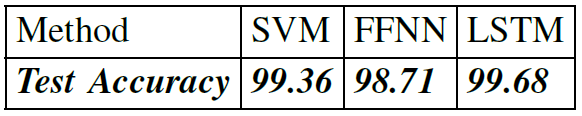 Method SVM FFNN LSTM
Test Accuracy 99.36 98.71 99.68